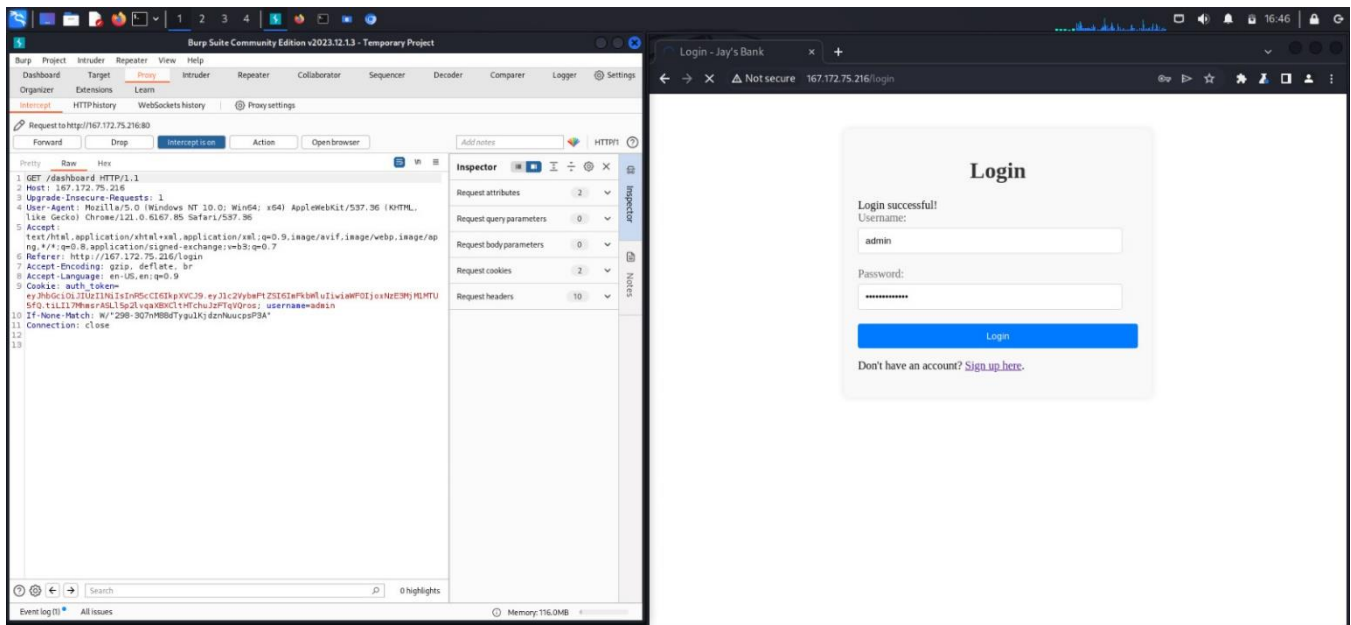 1 2 3 4
16:46
Burp Suite Community Edition v2023.12.1.3 - Temporary Project
Burp Project Intruder Repeater View Help
Dashboard Target Proxy Intruder Repeater Collaborator Sequencer Decoder Comparer Logger Settings
Organizer Extensions Learn
Intercept HTTP history WebSockets history Proxy settings
Request to http://167.172.75.216:80
Forward Drop Intercept is on Action Open browser Add notes HTTP/1
Pretty Raw Hex
1 GET /dashboard HTTP/1.1
2 Host: 167.172.75.216
3 Upgrade-Insecure-Requests: 1
4 User-Agent: Mozilla/5.0 (Windows NT 10.0; Win64; x64) AppleWebKit/537.36 (KHTML,
like Gecko) Chrome/121.0.6167.85 Safari/537.36
5 Accept:
text/html,application/xhtml+xml,application/xml;q=0.9,image/avif,image/webp,image/ap
ng,*/*;q=0.8,application/signed-exchange;v=b3;q=0.7
6 Referer: http://167.172.75.216/login
7 Accept-Encoding: gzip, deflate, br
8 Accept-Language: en-US,en;q=0.9
9 Cookie: auth_token=
username=admin
10 If-None-Match:
11 Connection: close
12
13
Inspector
Request attributes 2
Request query parameters 0
Request body parameters 0
Request cookies 2
Request headers 10
Inspector
Notes
Search 0 highlights
Event log (1) All issues Memory: 116.0MB
Login - Jay's Bank
Not secure 167.172.75.216/login
Login
Login successful!
Username:
admin
Password:
Login
Don't have an account? Sign up here.